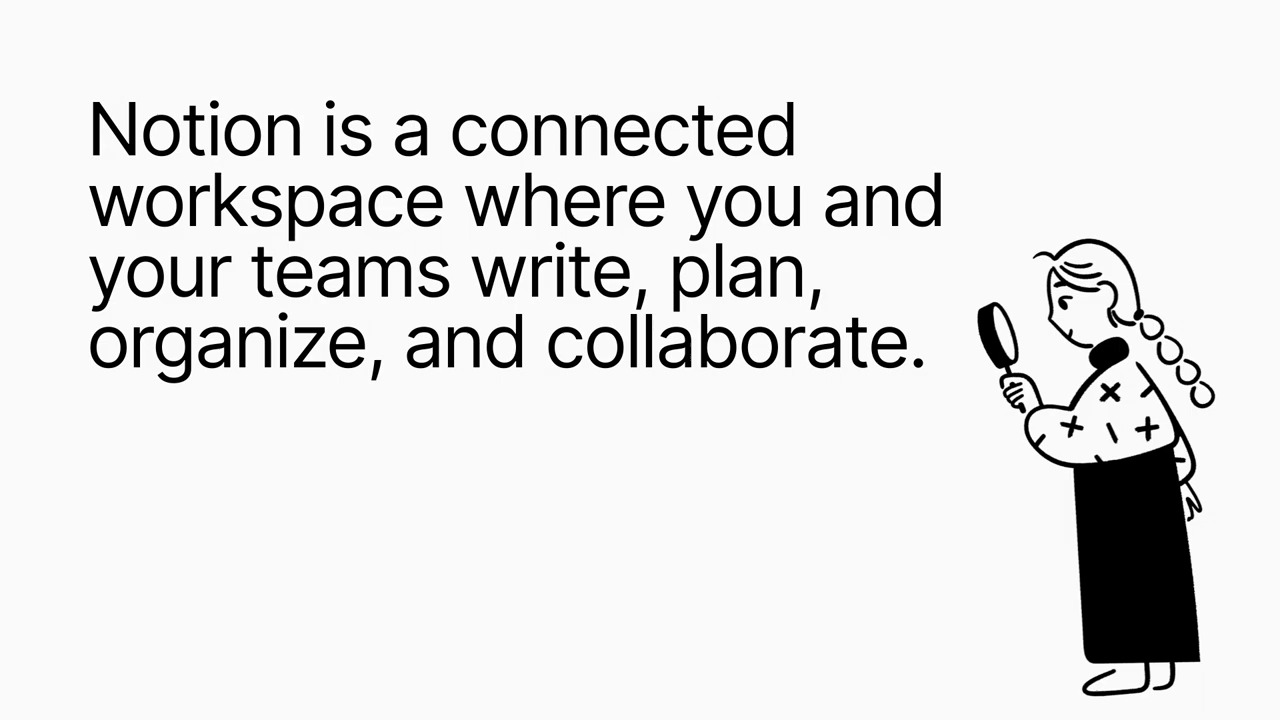 Notion is a connected
workspace where you and
your teams write, plan,
organize, and collaborate.